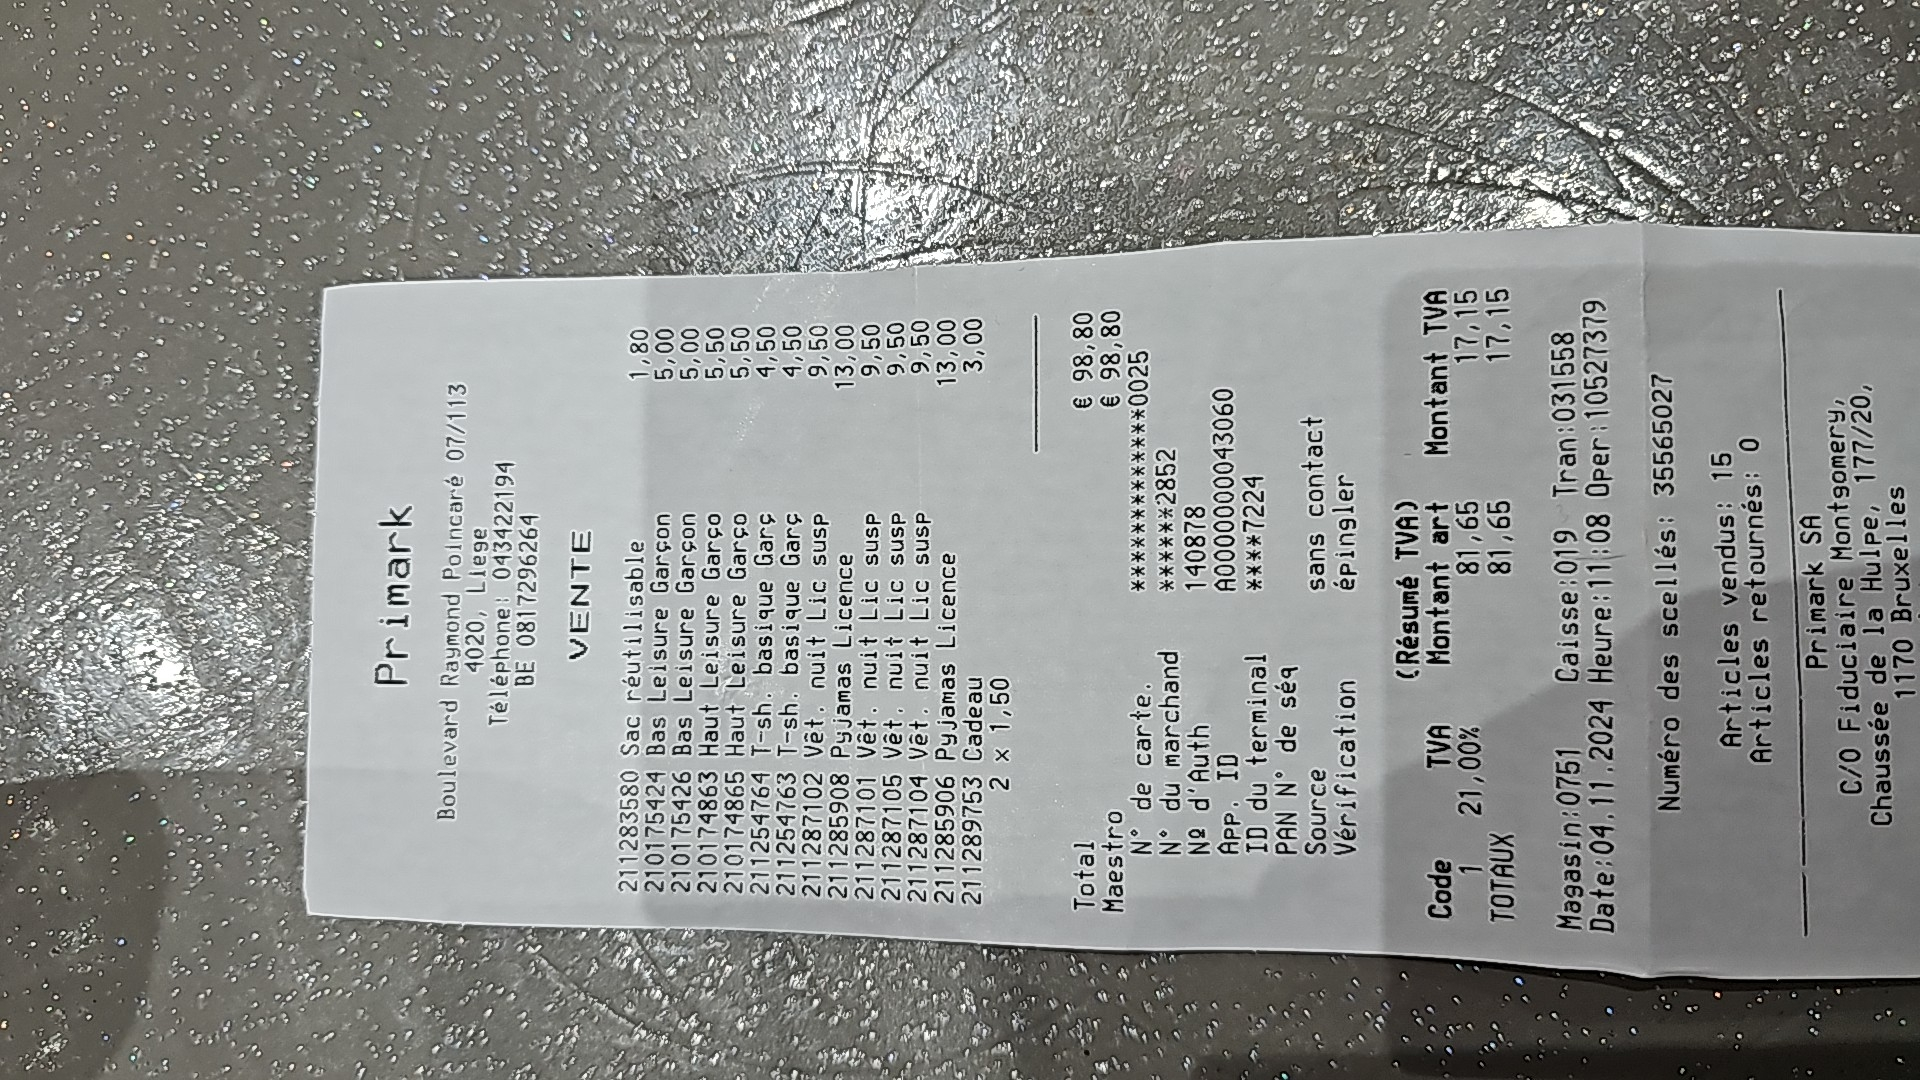 Primark
Boulevard Raymond Poincaré 07/113
4020, Liege
Téléphone: 043422194
BE 0817296264
VENTE
211283580 Sac réutilisable 1,80
210175424 Bas Leisure Garçon 5,00
210175426 Bas Leisure Garçon 5,00
210174863 Haut Leisure Garço 5,50
210174865 Haut Leisure Garço 5,50
211254764 T-sh. basique Garç 4,50
211254763 T-sh. basique Garç 4,50
211287102 Vêt. nuit Lic susp 9,50
211285908 Pyjamas Licence 13,00
211287101 Vêt. nuit Lic susp 9,50
211287105 Vêt. nuit Lic susp 9,50
211287104 Vêt. nuit Lic susp 9,50
211285906 Pyjamas Licence 13,00
211289753 Cadeau 3,00
2 x 1,50
Total € 98,80
Maestro € 98,80
N° de carte. ***************0025
N° du marchand ******2852
Nº d'Auth 140878
APP. ID A0000000043060
ID du terminal ****7224
PAN N° de séq
Source sans contact
Vérification épingler
(Résumé TVA)
Code TVA Montant art Montant TVA
1 21,00% 81,65 17,15
TOTAUX 81,65 17,15
Magasin:0751 Caisse:019 Tran:031558
Date:04.11.2024 Heure:11:08 Oper:10527379
Numéro des scellés: 35565027
Articles vendus: 15
Articles retournés: 0
Primark SA
C/O Fiduciaire Montgomery,
Chaussée de la Hulpe, 177/20,
1170 Bruxelles